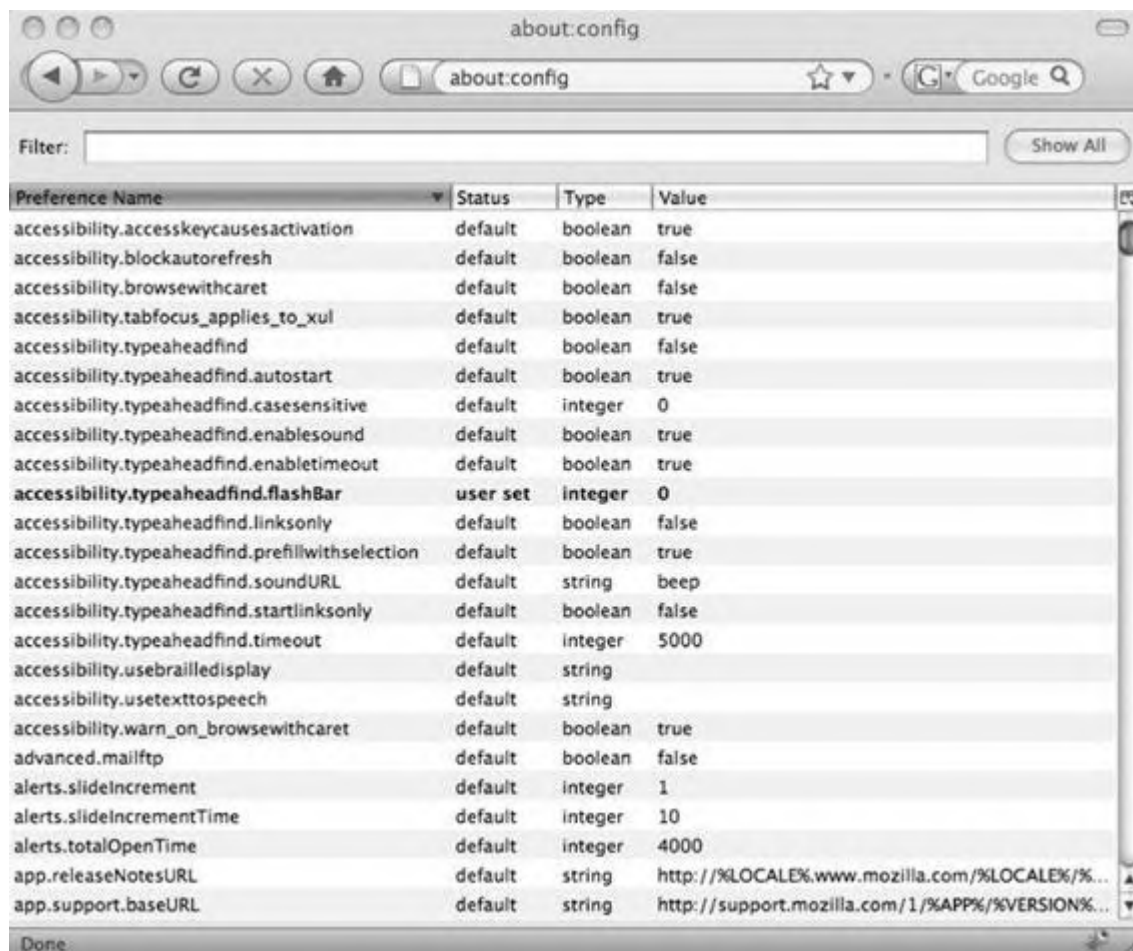 about:config
about:config Google
Filter: Show All
Preference Name Status Type Value
accessibility.accesskeycausesactivation default boolean true
accessibility.blockautorefresh default boolean false
accessibility.browsewithcaret default boolean false
accessibility.tabfocus_applies_to_xul default boolean true
accessibility.typeaheadfind default boolean false
accessibility.typeaheadfind.autostart default boolean true
accessibility.typeaheadfind.casesensitive default integer 0
accessibility.typeaheadfind.enablesound default boolean true
accessibility.typeaheadfind.enabletimeout default boolean true
accessibility.typeaheadfind.flashBar user set integer 0
accessibility.typeaheadfind.linksonly default boolean false
accessibility.typeaheadfind.prefillwithselection default boolean true
accessibility.typeaheadfind.soundURL default string beep
accessibility.typeaheadfind.startlinksonly default boolean false
accessibility.typeaheadfind.timeout default integer 5000
accessibility.usebrailledisplay default string
accessibility.usetexttospeech default string
accessibility.warn_on_browsewithcaret default boolean true
advanced.mailftp default boolean false
alerts.slideIncrement default integer 1
alerts.slideIncrementTime default integer 10
alerts.totalOpenTime default integer 4000
app.releaseNotesURL default string http://%LOCALE%.www.mozilla.com/%LOCALE%/%...
app.support.baseURL default string http://support.mozilla.com/1/%APP%/%VERSION%...
Done